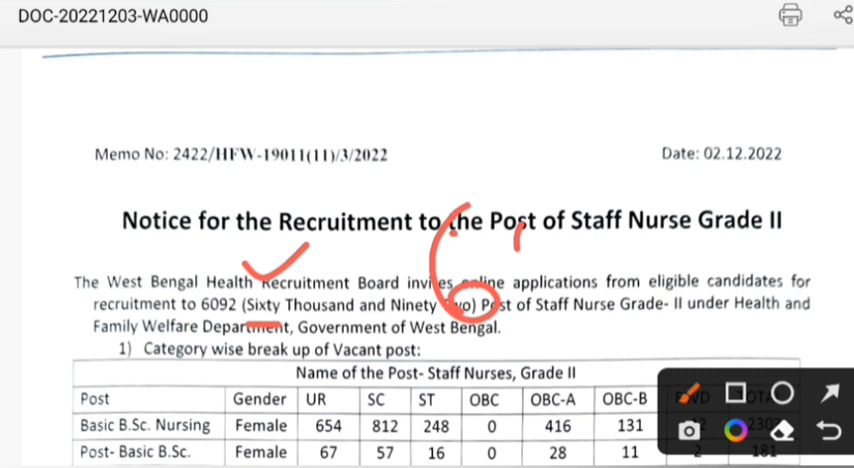 DOC-20221203-WA0000
Memo No: 2422/HFW-19011(11)/3/2022 Date: 02.12.2022
Notice for the Recruitment to the Post of Staff Nurse Grade II
The West Bengal Health Recruitment Board invites online applications from eligible candidates for
recruitment to 6092 (Sixty Thousand and Ninety Two) Post of Staff Nurse Grade- II under Health and
Family Welfare Department, Government of West Bengal.
1) Category wise break up of Vacant post:
Name of the Post- Staff Nurses, Grade II
Post Gender UR SC ST OBC OBC-A OBC-B
Basic B.Sc. Nursing Female 654 812 248 0 416 131
Post- Basic B.Sc. Female 67 57 16 0 28 11 2 181